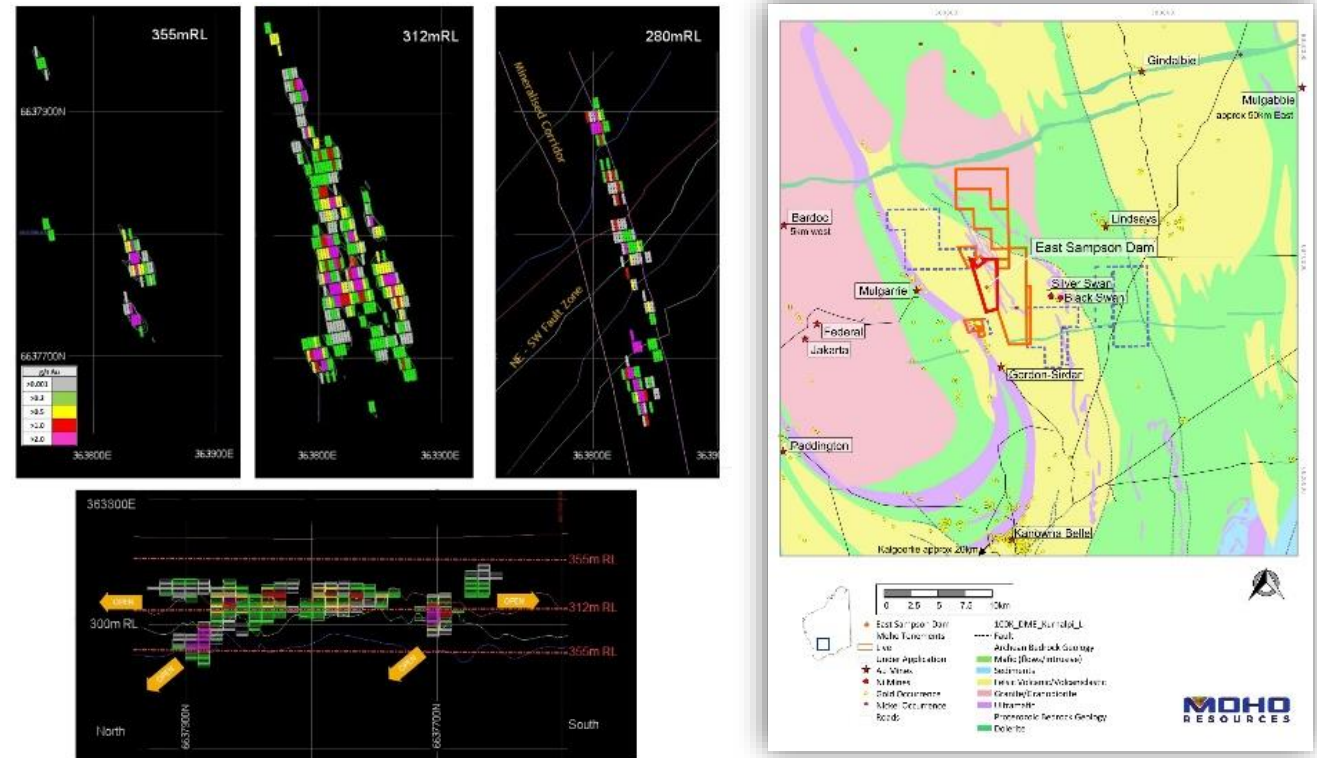 355mRL
6637900N
6637700N
g/t Au
>0.001
>0.3
>0.5
>1.0
>2.0
363800E
363900E
312mRL
363800E
363900E
280mRL
Mineralised Corridor
NE - SW Fault Zone
363800E
363900E
363300E
355m RL
OPEN
OPEN
312m RL
300m RL
355m RL
OPEN
OPEN
North
6637900N
6637700N
South
Gindalbie
Mulgabbie
approx 50km East
Bardoc
5km west
Lindsays
East Sampson Dam
Mulgarrie
Silver Swan
Black Swan
Federal
Jakarta
Gordon-Sirdar
Paddington
Kanowna Belle
Kalgoorlie approx 20km
0 2.5 5 7.5 10km
East Sampson Dam
Moho Tenements
Live
Under Application
Au Mines
Ni Mines
Gold Occurrence
Nickel Occurrence
Roads
100K_DME_Kurnalpi_L
Fault
Archean Bedrock Geology
Mafic (flows/intrusive)
Sediments
Felsic Volcanic/Volcaniclastic
Granite/Granodiorite
Ultramafic
Proterozoic Bedrock Geology
Dolerite
MOHO
RESOURCES